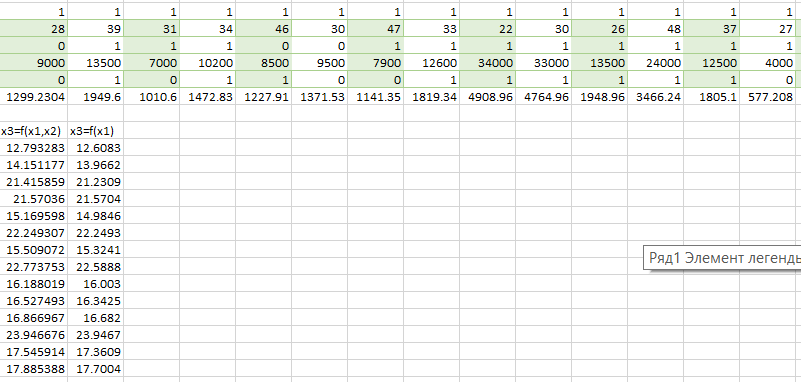 1 1 1 1 1 1 1 1 1 1 1 1 1 1
28 39 31 34 46 30 47 33 22 30 26 48 37 27
0 1 1 1 0 0 1 1 1 1 1 1 1 1
9000 13500 7000 10200 8500 9500 7900 12600 34000 33000 13500 24000 12500 4000
0 1 0 1 1 0 0 1 1 1 1 1 1 0
1299.2304 1949.6 1010.6 1472.83 1227.91 1371.53 1141.35 1819.34 4908.96 4764.96 1948.96 3466.24 1805.1 577.208
x3=f(x1,x2) x3=f(x1)
12.793283 12.6083
14.151177 13.9662
21.415859 21.2309
21.57036 21.5704
15.169598 14.9846
22.249307 22.2493
15.509072 15.3241
22.773753 22.5888
Ряд1 Элемент легенды
16.188019 16.003
16.527493 16.3425
16.866967 16.682
23.946676 23.9467
17.545914 17.3609
17.885388 17.7004